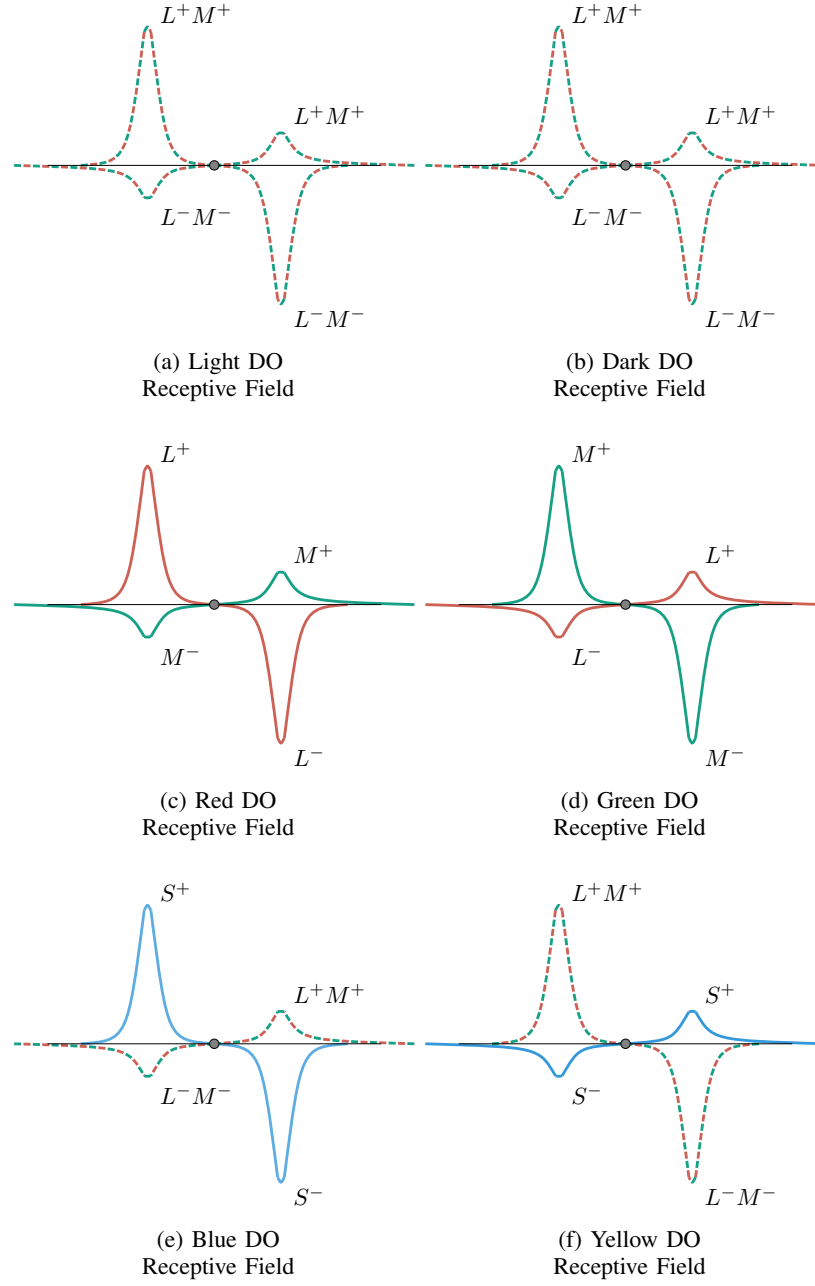 L⁺M⁺
L⁺M⁺
L⁺M⁺
L⁺M⁺
L⁻M⁻
L⁻M⁻
L⁻M⁻
L⁻M⁻
(a) Light DO
Receptive Field
(b) Dark DO
Receptive Field
L⁺
M⁺
M⁺
L⁺
M⁻
L⁻
L⁻
M⁻
(c) Red DO
Receptive Field
(d) Green DO
Receptive Field
S⁺
L⁺M⁺
L⁺M⁺
S⁺
L⁻M⁻
S⁻
S⁻
L⁻M⁻
(e) Blue DO
Receptive Field
(f) Yellow DO
Receptive Field